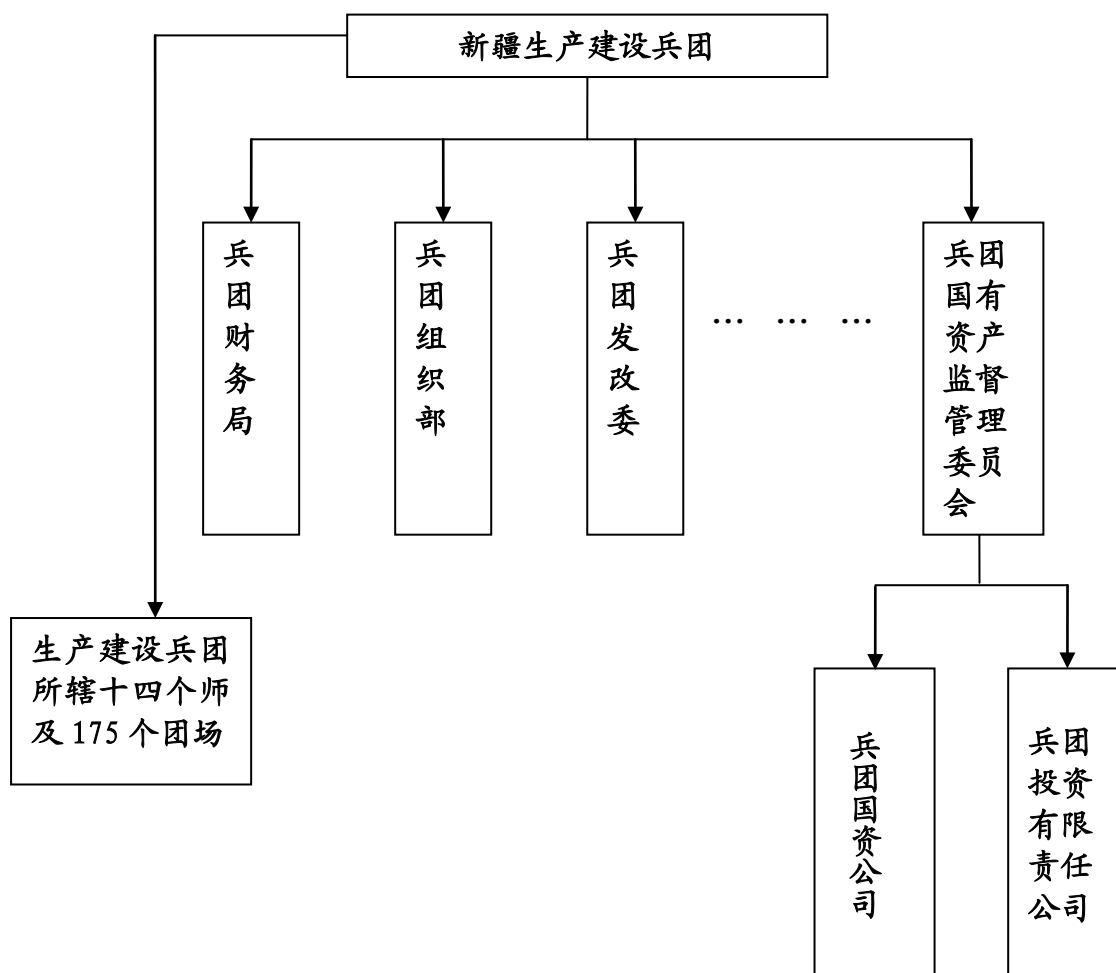 新疆生产建设兵团
兵
团
财
务
局
兵
团
组
织
部
兵
团
发
改
委
… … …
兵团
国有
资产
监督
管理
委员
会
生产建设兵团
所辖十四个师
及 175 个团场
兵
团
国
资
公
司
兵团
投资
有限
责任
公司